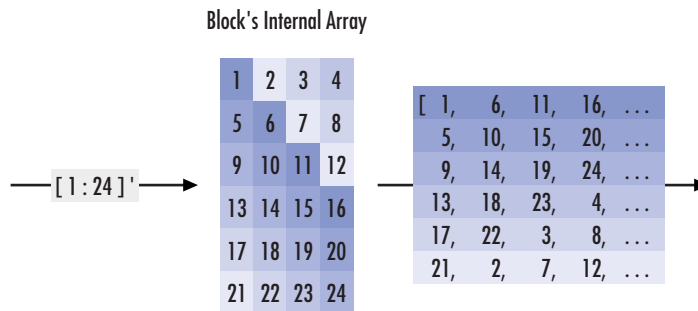 Block's Internal Array
[ 1 : 24 ] '
1 2 3 4
5 6 7 8
9 10 11 12
13 14 15 16
17 18 19 20
21 22 23 24
[ 1, 6, 11, 16, ...
5, 10, 15, 20, ...
9, 14, 19, 24, ...
13, 18, 23, 4, ...
17, 22, 3, 8, ...
21, 2, 7, 12, ...